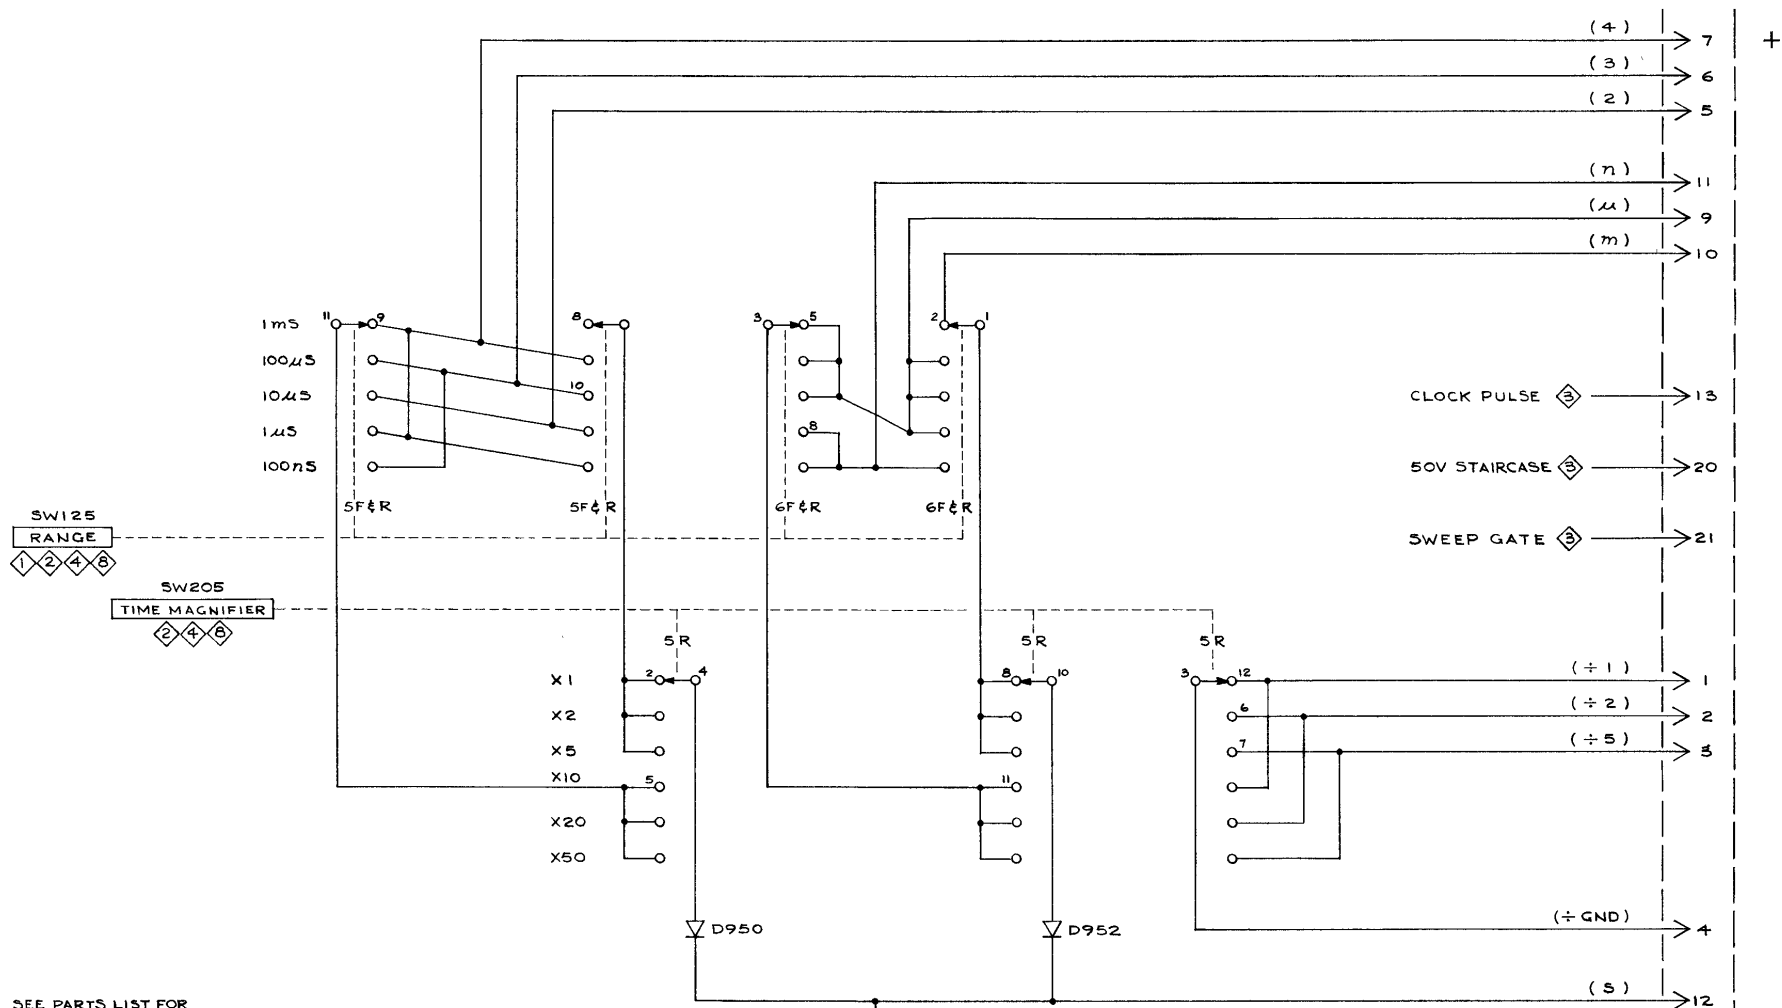 (4)
7
+
(3)
6
(2)
5
(n)
11
(μ)
9
(m)
10
1mS 11 9 8 3 5 2 1
100μS
10μS 10
CLOCK PULSE 3 13
1μS 8
100nS
50V STAIRCASE 3 20
5F&R 5F&R 6F&R 6F&R
SW125
RANGE
1 2 4 8
SWEEP GATE 3 21
SW205
TIME MAGNIFIER
2 4 8
5R 5R 5R
X1 2 4 8 10 3 12 (÷1) 1
X2 6 (÷2) 2
X5 7 (÷5) 3
X10 5 11
X20
X50
D950 D952 (÷GND) 4
(S) 12
SEE PARTS LIST FOR